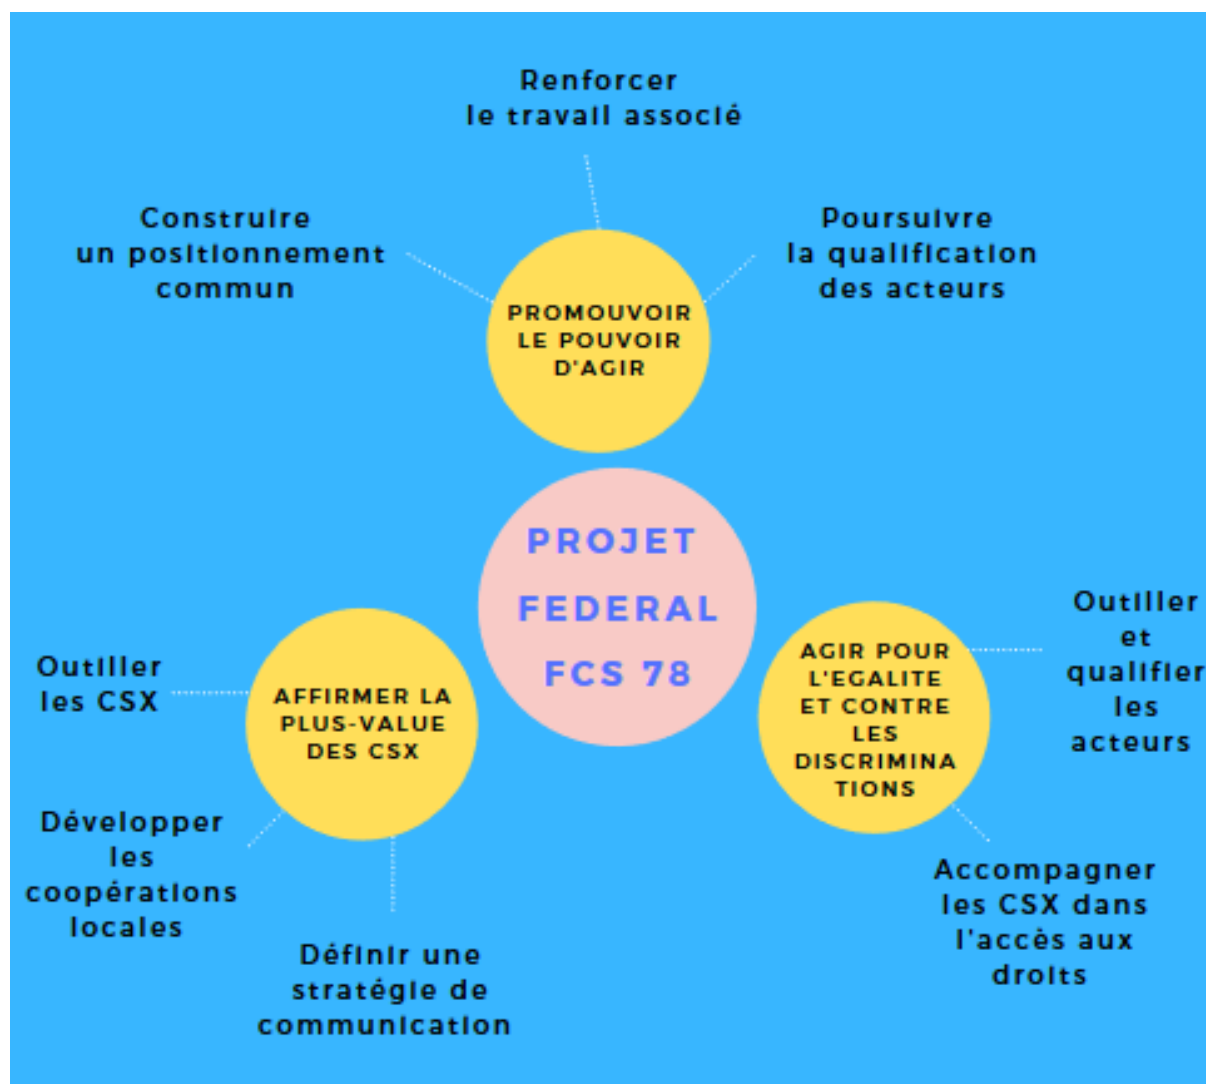 Renforcer
le travail associé
Construire
un positionnement
commun
Poursuivre
la qualification
des acteurs
PROMOUVOIR
LE POUVOIR
D'AGIR
PROJET
FEDERAL
FCS 78
Outiller
les CSX
AFFIRMER LA
PLUS-VALUE
DES CSX
Développer
les
coopérations
locales
Définir une
stratégie de
communication
AGIR POUR
L'EGALITE
ET CONTRE
LES
DISCRIMINA
TIONS
Outiller
et
qualifier
les
acteurs
Accompagner
les CSX dans
l'accès aux
droits